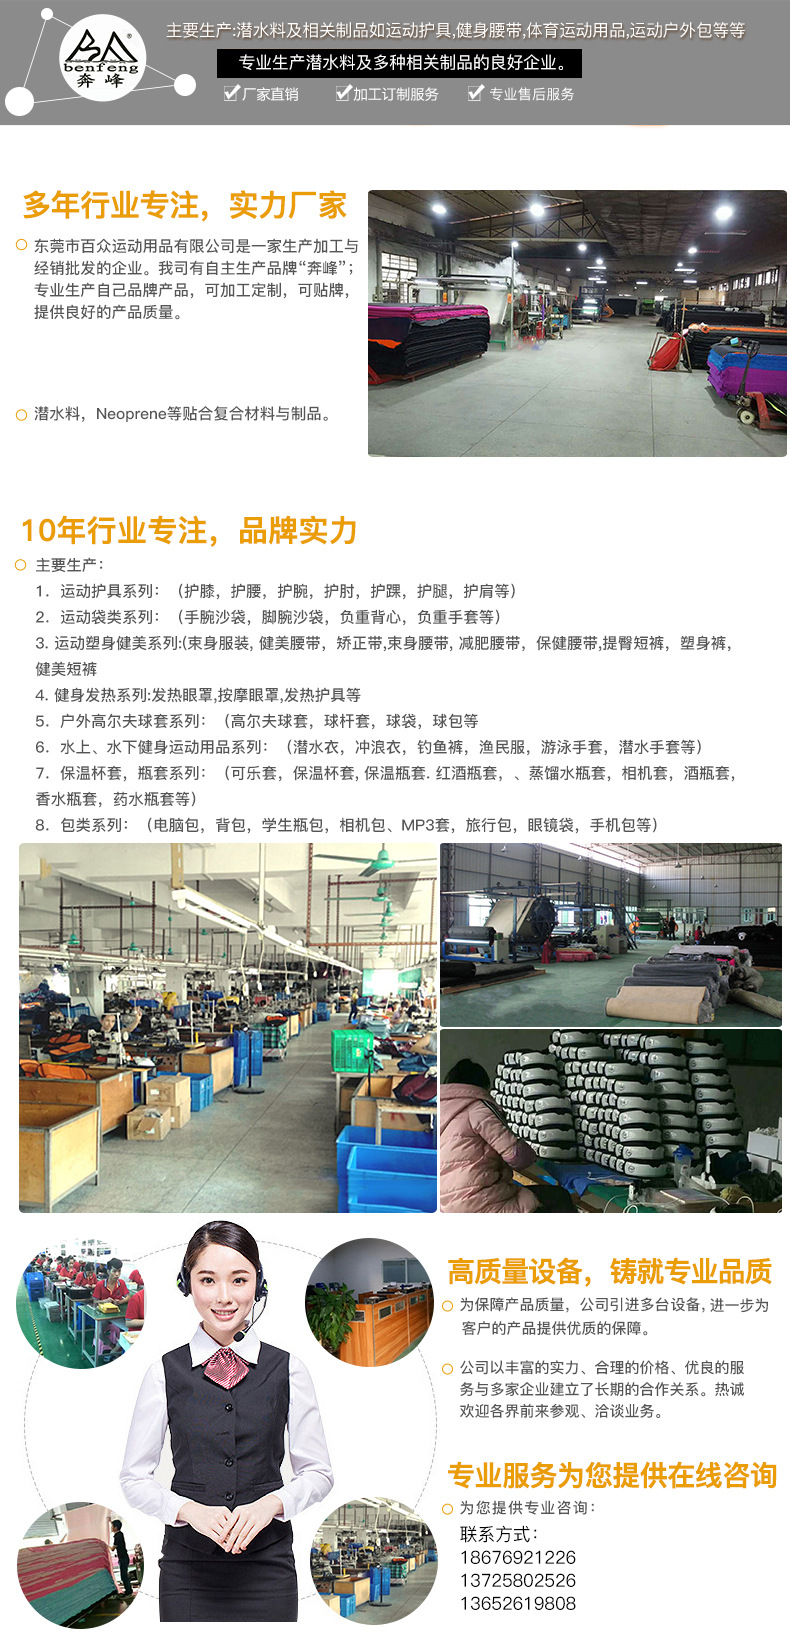 主要生产:潜水料及相关制品如运动护具,健身腰带,体育运动用品,运动户外包等等
benfeng
奔峰
®
专业生产潜水料及多种相关制品的良好企业。
厂家直销 加工订制服务 专业售后服务
多年行业专注，实力厂家
东莞市百众运动用品有限公司是一家生产加工与
经销批发的企业。我司有自主生产品牌“奔峰”；
专业生产自己品牌产品，可加工定制，可贴牌，
提供良好的产品质量。
潜水料，Neoprene等贴合复合材料与制品。
10年行业专注，品牌实力
主要生产：
1．运动护具系列：（护膝，护腰，护腕，护肘，护踝，护腿，护肩等）
2．运动袋类系列：（手腕沙袋，脚腕沙袋，负重背心，负重手套等）
3. 运动塑身健美系列:(束身服装, 健美腰带，矫正带,束身腰带, 减肥腰带，保健腰带,提臀短裤，塑身裤，
健美短裤
4. 健身发热系列:发热眼罩,按摩眼罩,发热护具等
5．户外高尔夫球套系列：（高尔夫球套，球杆套，球袋，球包等
6．水上、水下健身运动用品系列：（潜水衣，冲浪衣，钓鱼裤，渔民服，游泳手套，潜水手套等）
7．保温杯套，瓶套系列：（可乐套，保温杯套, 保温瓶套. 红酒瓶套，、蒸馏水瓶套，相机套，酒瓶套，
香水瓶套，药水瓶套等）
8．包类系列：（电脑包，背包，学生瓶包，相机包、MP3套，旅行包，眼镜袋，手机包等）
高质量设备，铸就专业品质
为保障产品质量，公司引进多台设备，进一步为
客户的产品提供优质的保障。
公司以丰富的实力、合理的价格、优良的服
务与多家企业建立了长期的合作关系。热诚
欢迎各界前来参观、洽谈业务。
专业服务为您提供在线咨询
为您提供专业咨询：
联系方式：
18676921226
13725802526
13652619808